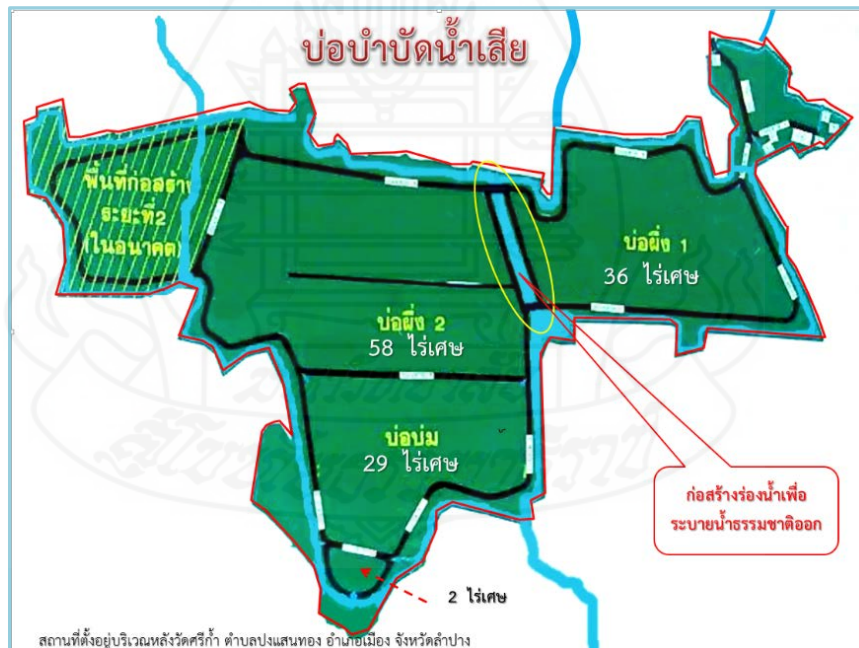 บ่อบำบัดน้ำเสีย
พื้นที่ก่อสร้าง
ระยะที่2
(ในอนาคต)
บ่อผึ่ง 1
36 ไร่เศษ
บ่อผึ่ง 2
58 ไร่เศษ
บ่อบ่ม
29 ไร่เศษ
ก่อสร้างร่องน้ำเพื่อ
ระบายน้ำธรรมชาติออก
2 ไร่เศษ
สถานที่ตั้งอยู่บริเวณหลังวัดศรีก้ำ ตำบลปงแสนทอง อำเภอเมือง จังหวัดลำปาง